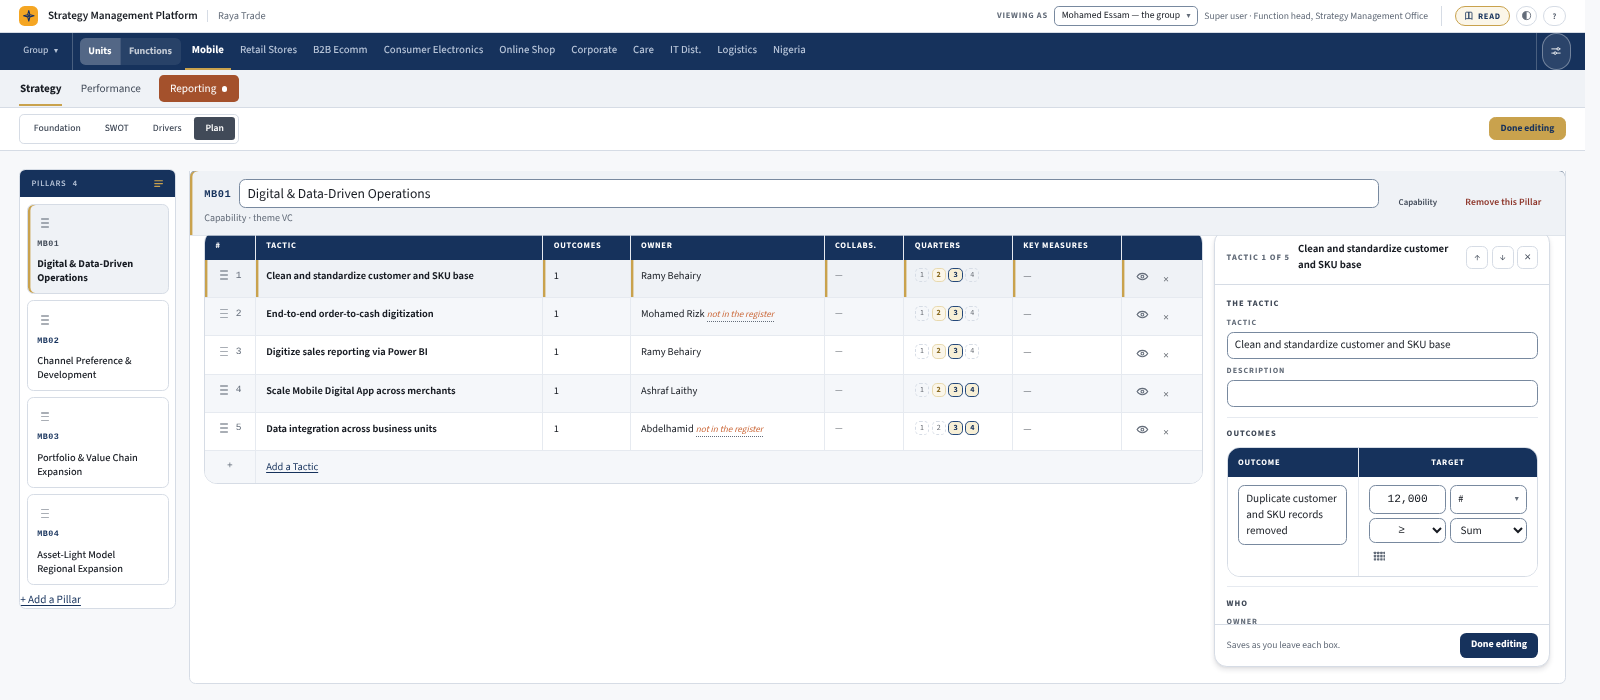 Strategy Management Platform
Raya Trade
VIEWING AS
Mohamed Essam — the group
Super user · Function head, Strategy Management Office
READ
?
Group
Units
Functions
Mobile
Retail Stores
B2B Ecomm
Consumer Electronics
Online Shop
Corporate
Care
IT Dist.
Logistics
Nigeria
Strategy
Performance
Reporting
Foundation
SWOT
Drivers
Plan
Done editing
PILLARS 4
MB01
Digital & Data-Driven
Operations
MB02
Channel Preference &
Development
MB03
Portfolio & Value Chain
Expansion
MB04
Asset-Light Model
Regional Expansion
+ Add a Pillar
MB01
Digital & Data-Driven Operations
Capability
Remove this Pillar
Capability · theme VC
# TACTIC OUTCOMES OWNER COLLABS. QUARTERS KEY MEASURES
1 Clean and standardize customer and SKU base 1 Ramy Behairy — 1 2 3 4 — ×
2 End-to-end order-to-cash digitization 1 Mohamed Rizk not in the register — 1 2 3 4 — ×
3 Digitize sales reporting via Power BI 1 Ramy Behairy — 1 2 3 4 — ×
4 Scale Mobile Digital App across merchants 1 Ashraf Laithy — 1 2 3 4 — ×
5 Data integration across business units 1 Abdelhamid not in the register — 1 2 3 4 — ×
+ Add a Tactic
TACTIC 1 OF 5
Clean and standardize customer
and SKU base
↑ ↓ ×
THE TACTIC
TACTIC
Clean and standardize customer and SKU base
DESCRIPTION
OUTCOMES
OUTCOME TARGET
Duplicate customer
and SKU records
removed
12,000 #
≥ Sum
WHO
OWNER
Saves as you leave each box.
Done editing